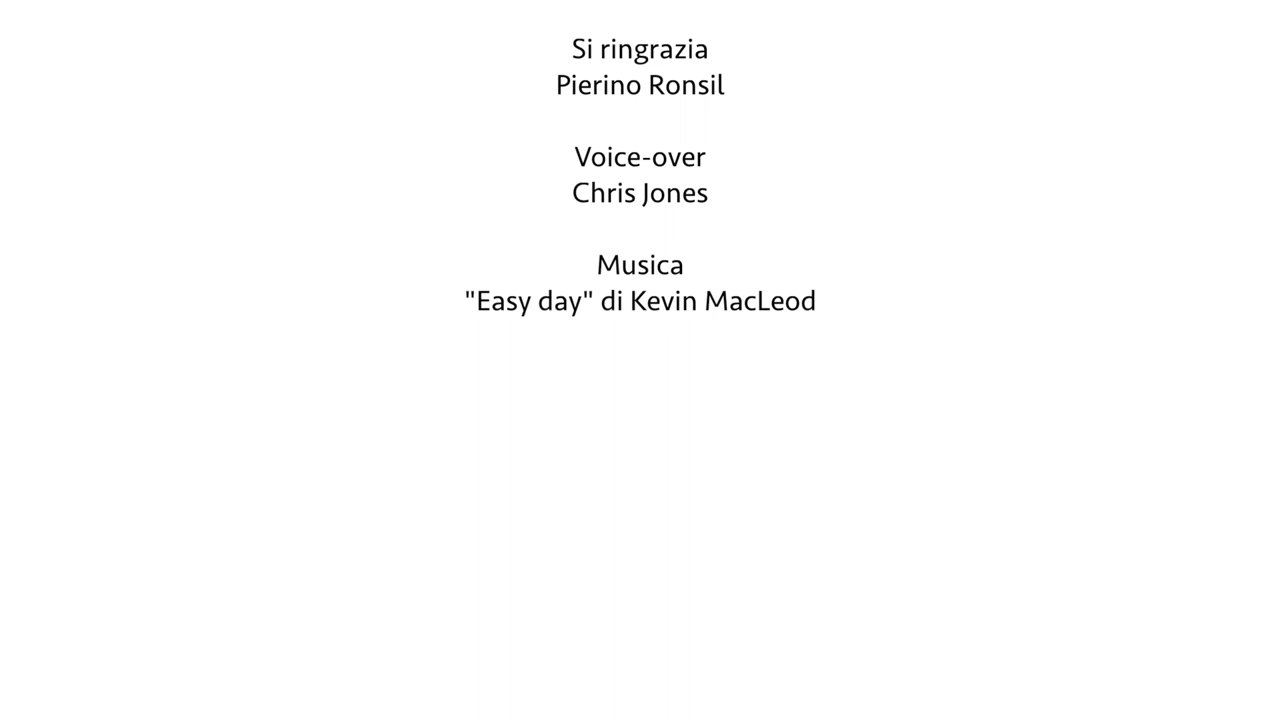 Si ringrazia
Pierino Ronsil
Voice-over
Chris Jones
Musica
"Easy day" di Kevin MacLeod